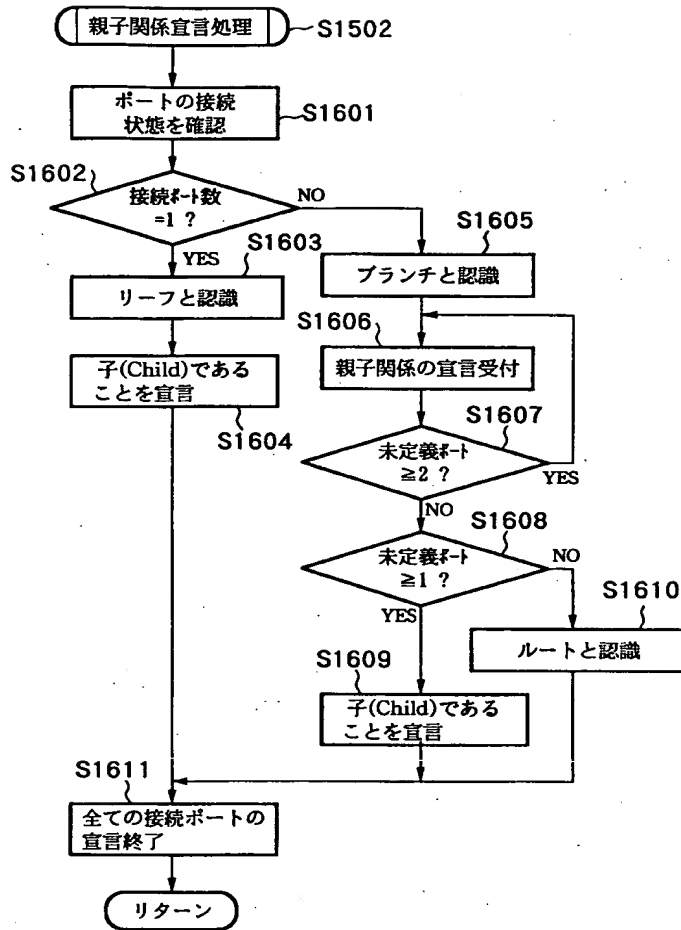 親子関係宣言処理
S1502
ポートの接続
状態を確認
S1601
S1602
接続ポート数
=1 ?
NO
YES
S1603
リーフと認識
S1605
ブランチと認識
子(Child)である
ことを宣言
S1604
S1606
親子関係の宣言受付
S1607
未定義ポート
≧2 ?
YES
NO
S1608
未定義ポート
≧1 ?
NO
YES
S1610
ルートと認識
S1609
子(Child)である
ことを宣言
S1611
全ての接続ポートの
宣言終了
リターン